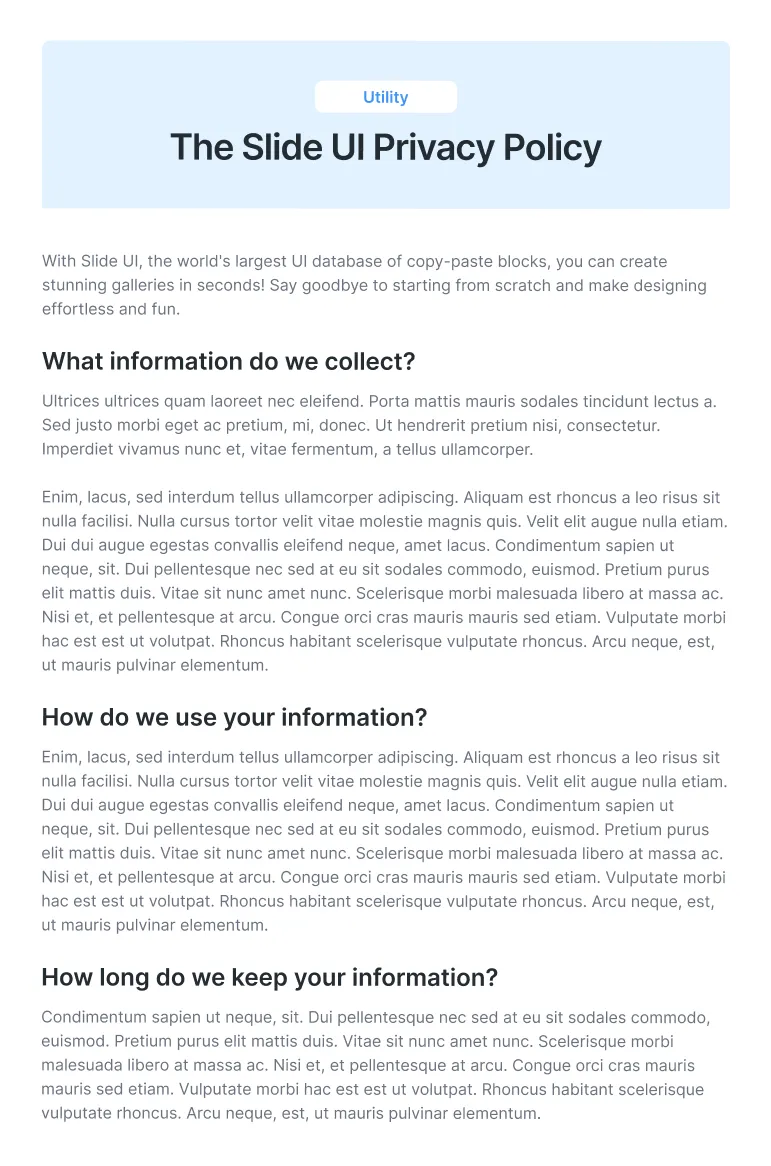 Utility
The Slide UI Privacy Policy
With Slide UI, the world's largest UI database of copy-paste blocks, you can create
stunning galleries in seconds! Say goodbye to starting from scratch and make designing
effortless and fun.
What information do we collect?
Ultrices ultrices quam laoreet nec eleifend. Porta mattis mauris sodales tincidunt lectus a.
Sed justo morbi eget ac pretium, mi, donec. Ut hendrerit pretium nisi, consectetur.
Imperdiet vivamus nunc et, vitae fermentum, a tellus ullamcorper.
Enim, lacus, sed interdum tellus ullamcorper adipiscing. Aliquam est rhoncus a leo risus sit
nulla facilisi. Nulla cursus tortor velit vitae molestie magnis quis. Velit elit augue nulla etiam.
Dui dui augue egestas convallis eleifend neque, amet lacus. Condimentum sapien ut
neque, sit. Dui pellentesque nec sed at eu sit sodales commodo, euismod. Pretium purus
elit mattis duis. Vitae sit nunc amet nunc. Scelerisque morbi malesuada libero at massa ac.
Nisi et, et pellentesque at arcu. Congue orci cras mauris mauris sed etiam. Vulputate morbi
hac est est ut volutpat. Rhoncus habitant scelerisque vulputate rhoncus. Arcu neque, est,
ut mauris pulvinar elementum.
How do we use your information?
Enim, lacus, sed interdum tellus ullamcorper adipiscing. Aliquam est rhoncus a leo risus sit
nulla facilisi. Nulla cursus tortor velit vitae molestie magnis quis. Velit elit augue nulla etiam.
Dui dui augue egestas convallis eleifend neque, amet lacus. Condimentum sapien ut
neque, sit. Dui pellentesque nec sed at eu sit sodales commodo, euismod. Pretium purus
elit mattis duis. Vitae sit nunc amet nunc. Scelerisque morbi malesuada libero at massa ac.
Nisi et, et pellentesque at arcu. Congue orci cras mauris mauris sed etiam. Vulputate morbi
hac est est ut volutpat. Rhoncus habitant scelerisque vulputate rhoncus. Arcu neque, est,
ut mauris pulvinar elementum.
How long do we keep your information?
Condimentum sapien ut neque, sit. Dui pellentesque nec sed at eu sit sodales commodo,
euismod. Pretium purus elit mattis duis. Vitae sit nunc amet nunc. Scelerisque morbi
malesuada libero at massa ac. Nisi et, et pellentesque at arcu. Congue orci cras mauris
mauris sed etiam. Vulputate morbi hac est est ut volutpat. Rhoncus habitant scelerisque
vulputate rhoncus. Arcu neque, est, ut mauris pulvinar elementum.